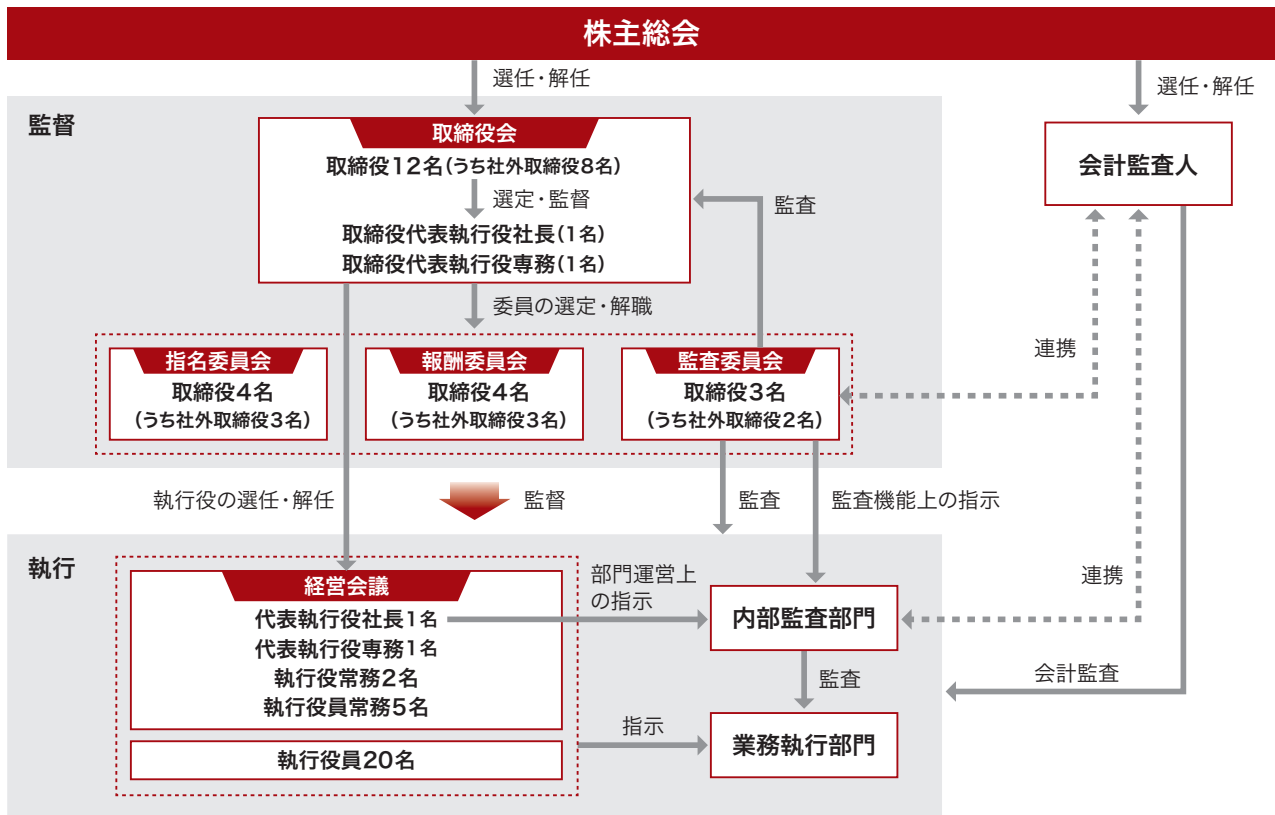 株主総会
選任・解任
選任・解任
監督
取締役会
取締役12名(うち社外取締役8名)
選定・監督
取締役代表執行役社長(1名)
取締役代表執行役専務(1名)
監査
会計監査人
委員の選定・解職
指名委員会
取締役4名
(うち社外取締役3名)
報酬委員会
取締役4名
(うち社外取締役3名)
監査委員会
取締役3名
(うち社外取締役2名)
連携
執行役の選任・解任
監督
監査
監査機能上の指示
執行
経営会議
代表執行役社長1名
代表執行役専務1名
執行役常務2名
執行役員常務5名
執行役員20名
部門運営上
の指示
内部監査部門
連携
監査
会計監査
指示
業務執行部門